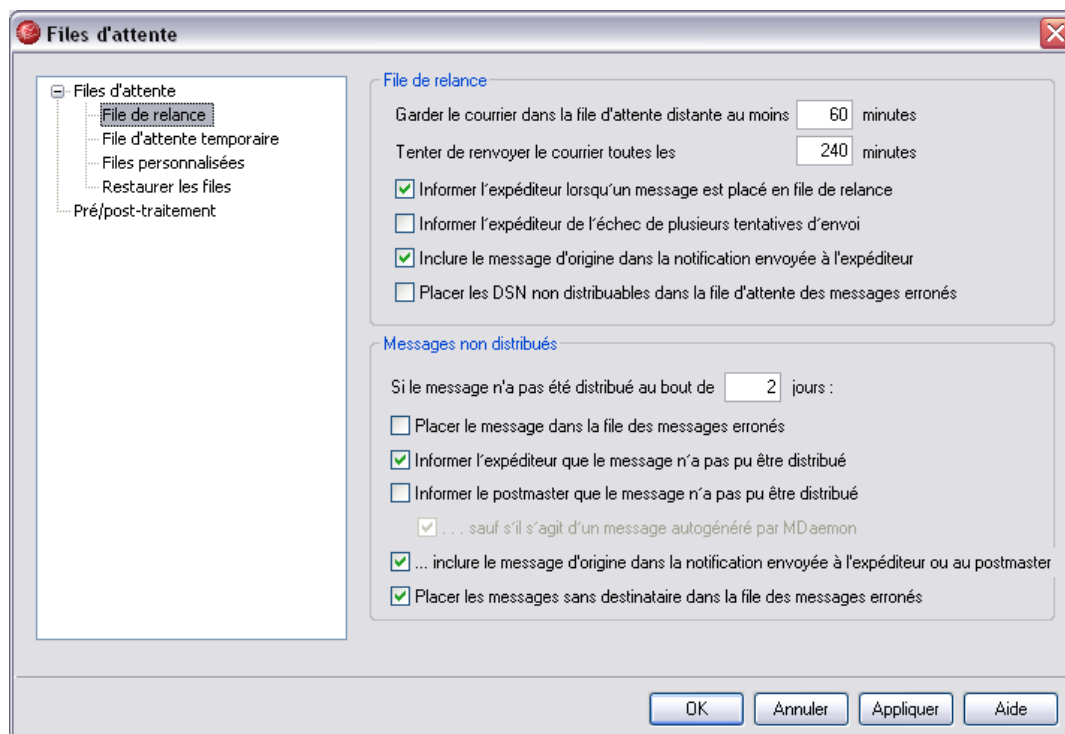 Files d'attente
Files d'attente
File de relance
File d'attente temporaire
Files personnalisées
Restaurer les files
Pré/post-traitement
File de relance
Garder le courrier dans la file d'attente distante au moins 60 minutes
Tenter de renvoyer le courrier toutes les 240 minutes
Informer l´expéditeur lorsqu´un message est placé en file de relance
Informer l´expéditeur de l´échec de plusieurs tentatives d´envoi
Inclure le message d'origine dans la notification envoyée à l'expéditeur
Placer les DSN non distribuables dans la file d'attente des messages erronés
Messages non distribués
Si le message n'a pas été distribué au bout de 2 jours :
Placer le message dans la file des messages erronés
Informer l´expéditeur que le message n´a pas pu être distribué
Informer le postmaster que le message n´a pas pu être distribué
. . . sauf s´il s´agit d´un message autogénéré par MDaemon
... inclure le message d'origine dans la notification envoyée à l'expéditeur ou au postmaster
Placer les messages sans destinataire dans la file des messages erronés
OK Annuler Appliquer Aide